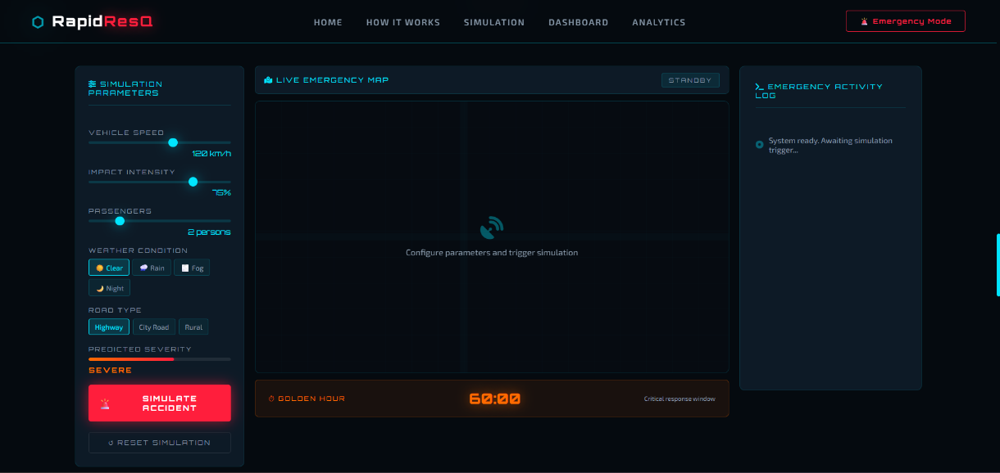 RapidResQ
HOME
HOW IT WORKS
SIMULATION
DASHBOARD
ANALYTICS
Emergency Mode
SIMULATION
PARAMETERS
VEHICLE SPEED
120 km/h
IMPACT INTENSITY
75%
PASSENGERS
2 persons
WEATHER CONDITION
Clear
Rain
Fog
Night
ROAD TYPE
Highway
City Road
Rural
PREDICTED SEVERITY
SEVERE
SIMULATE
ACCIDENT
↺ RESET SIMULATION
LIVE EMERGENCY MAP
STANDBY
Configure parameters and trigger simulation
GOLDEN HOUR
60:00
Critical response window
EMERGENCY ACTIVITY
LOG
System ready. Awaiting simulation
trigger...